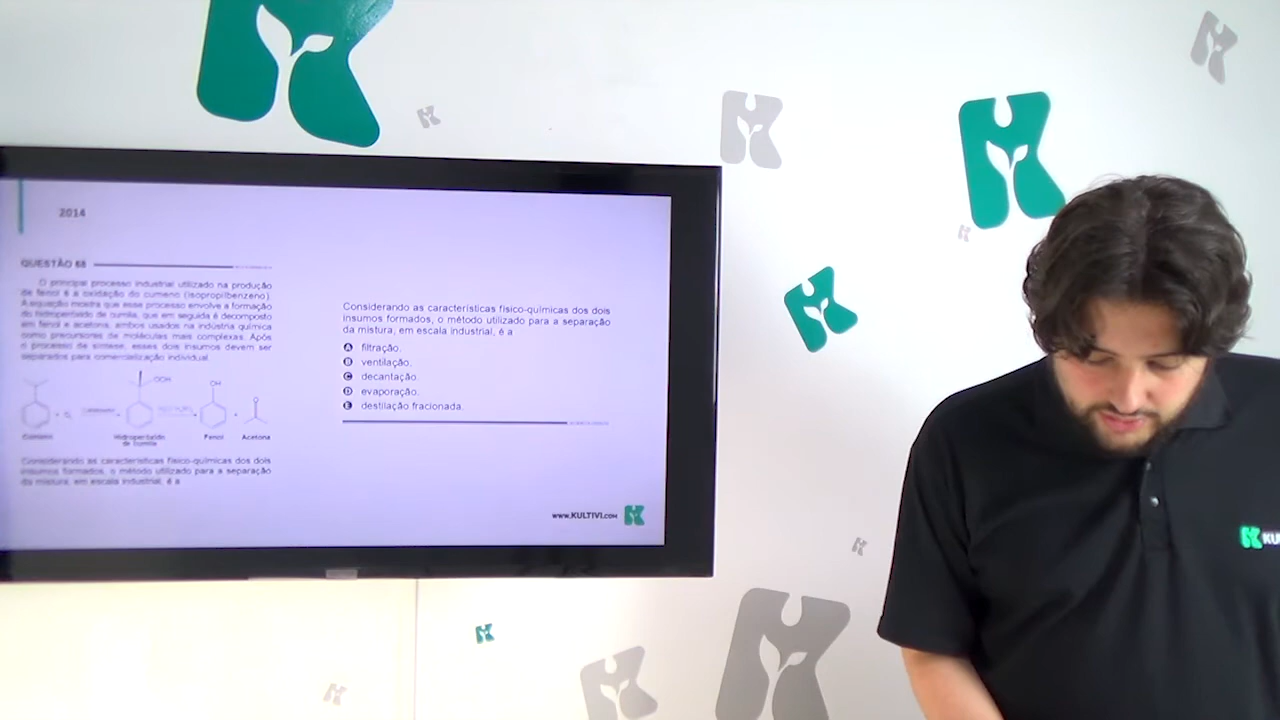 2014
QUESTÃO 68
O principal processo industrial utilizado na produção
de fenol é a oxidação do cumeno (isopropilbenzeno).
A equação mostra que esse processo envolve a formação
do hidroperóxido de cumila, que em seguida é decomposto
em fenol e acetona, ambos usados na indústria química
como precursores de moléculas mais complexas. Após
o processo de síntese, esses dois insumos devem ser
separados para comercialização individual.
OOH
OH
O
+ O₂
+
Cumeno
Hidroperóxido
de cumila
Fenol
Acetona
Considerando as características físico-químicas dos dois
insumos formados, o método utilizado para a separação
da mistura, em escala industrial, é a
Considerando as características físico-químicas dos dois
insumos formados, o método utilizado para a separação
da mistura, em escala industrial, é a
A filtração.
B ventilação.
C decantação.
D evaporação.
E destilação fracionada.
www.KULTIVI.COM
KU